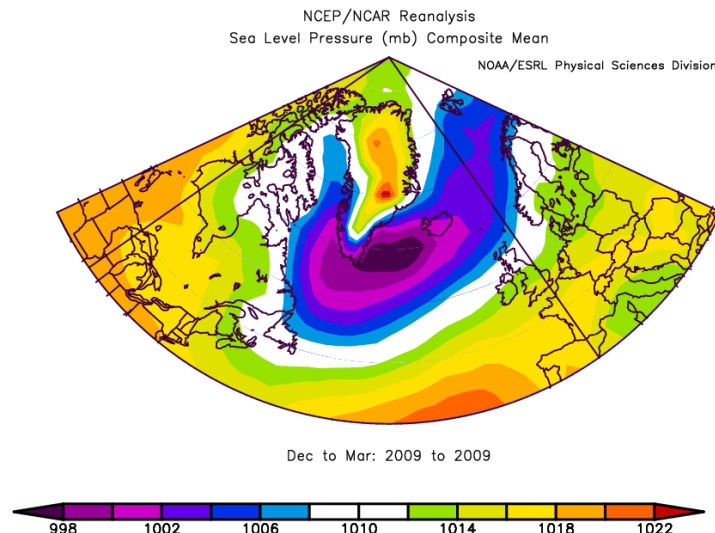 NCEP/NCAR Reanalysis
Sea Level Pressure (mb) Composite Mean
NOAA/ESRL Physical Sciences Division
Dec to Mar: 2009 to 2009
998 1002 1006 1010 1014 1018 1022